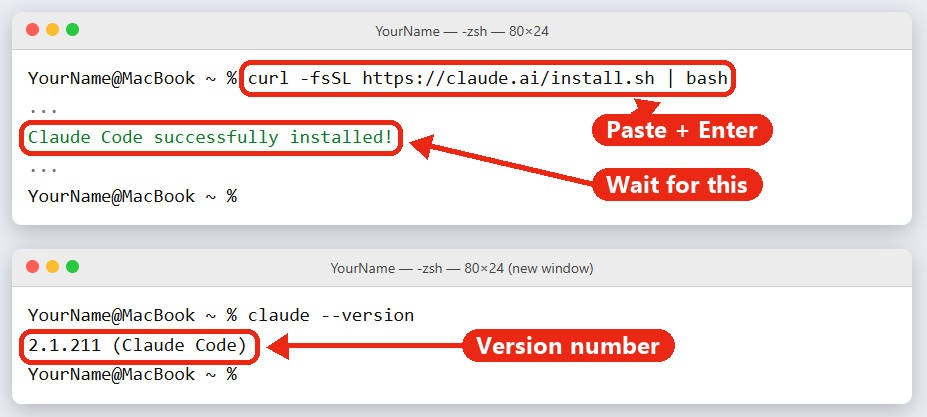 YourName — -zsh — 80×24
YourName@MacBook ~ % curl -fsSL https://claude.ai/install.sh | bash
...
Paste + Enter
Claude Code successfully installed!
...
Wait for this
YourName@MacBook ~ %
YourName — -zsh — 80×24 (new window)
YourName@MacBook ~ % claude --version
2.1.211 (Claude Code)
Version number
YourName@MacBook ~ %